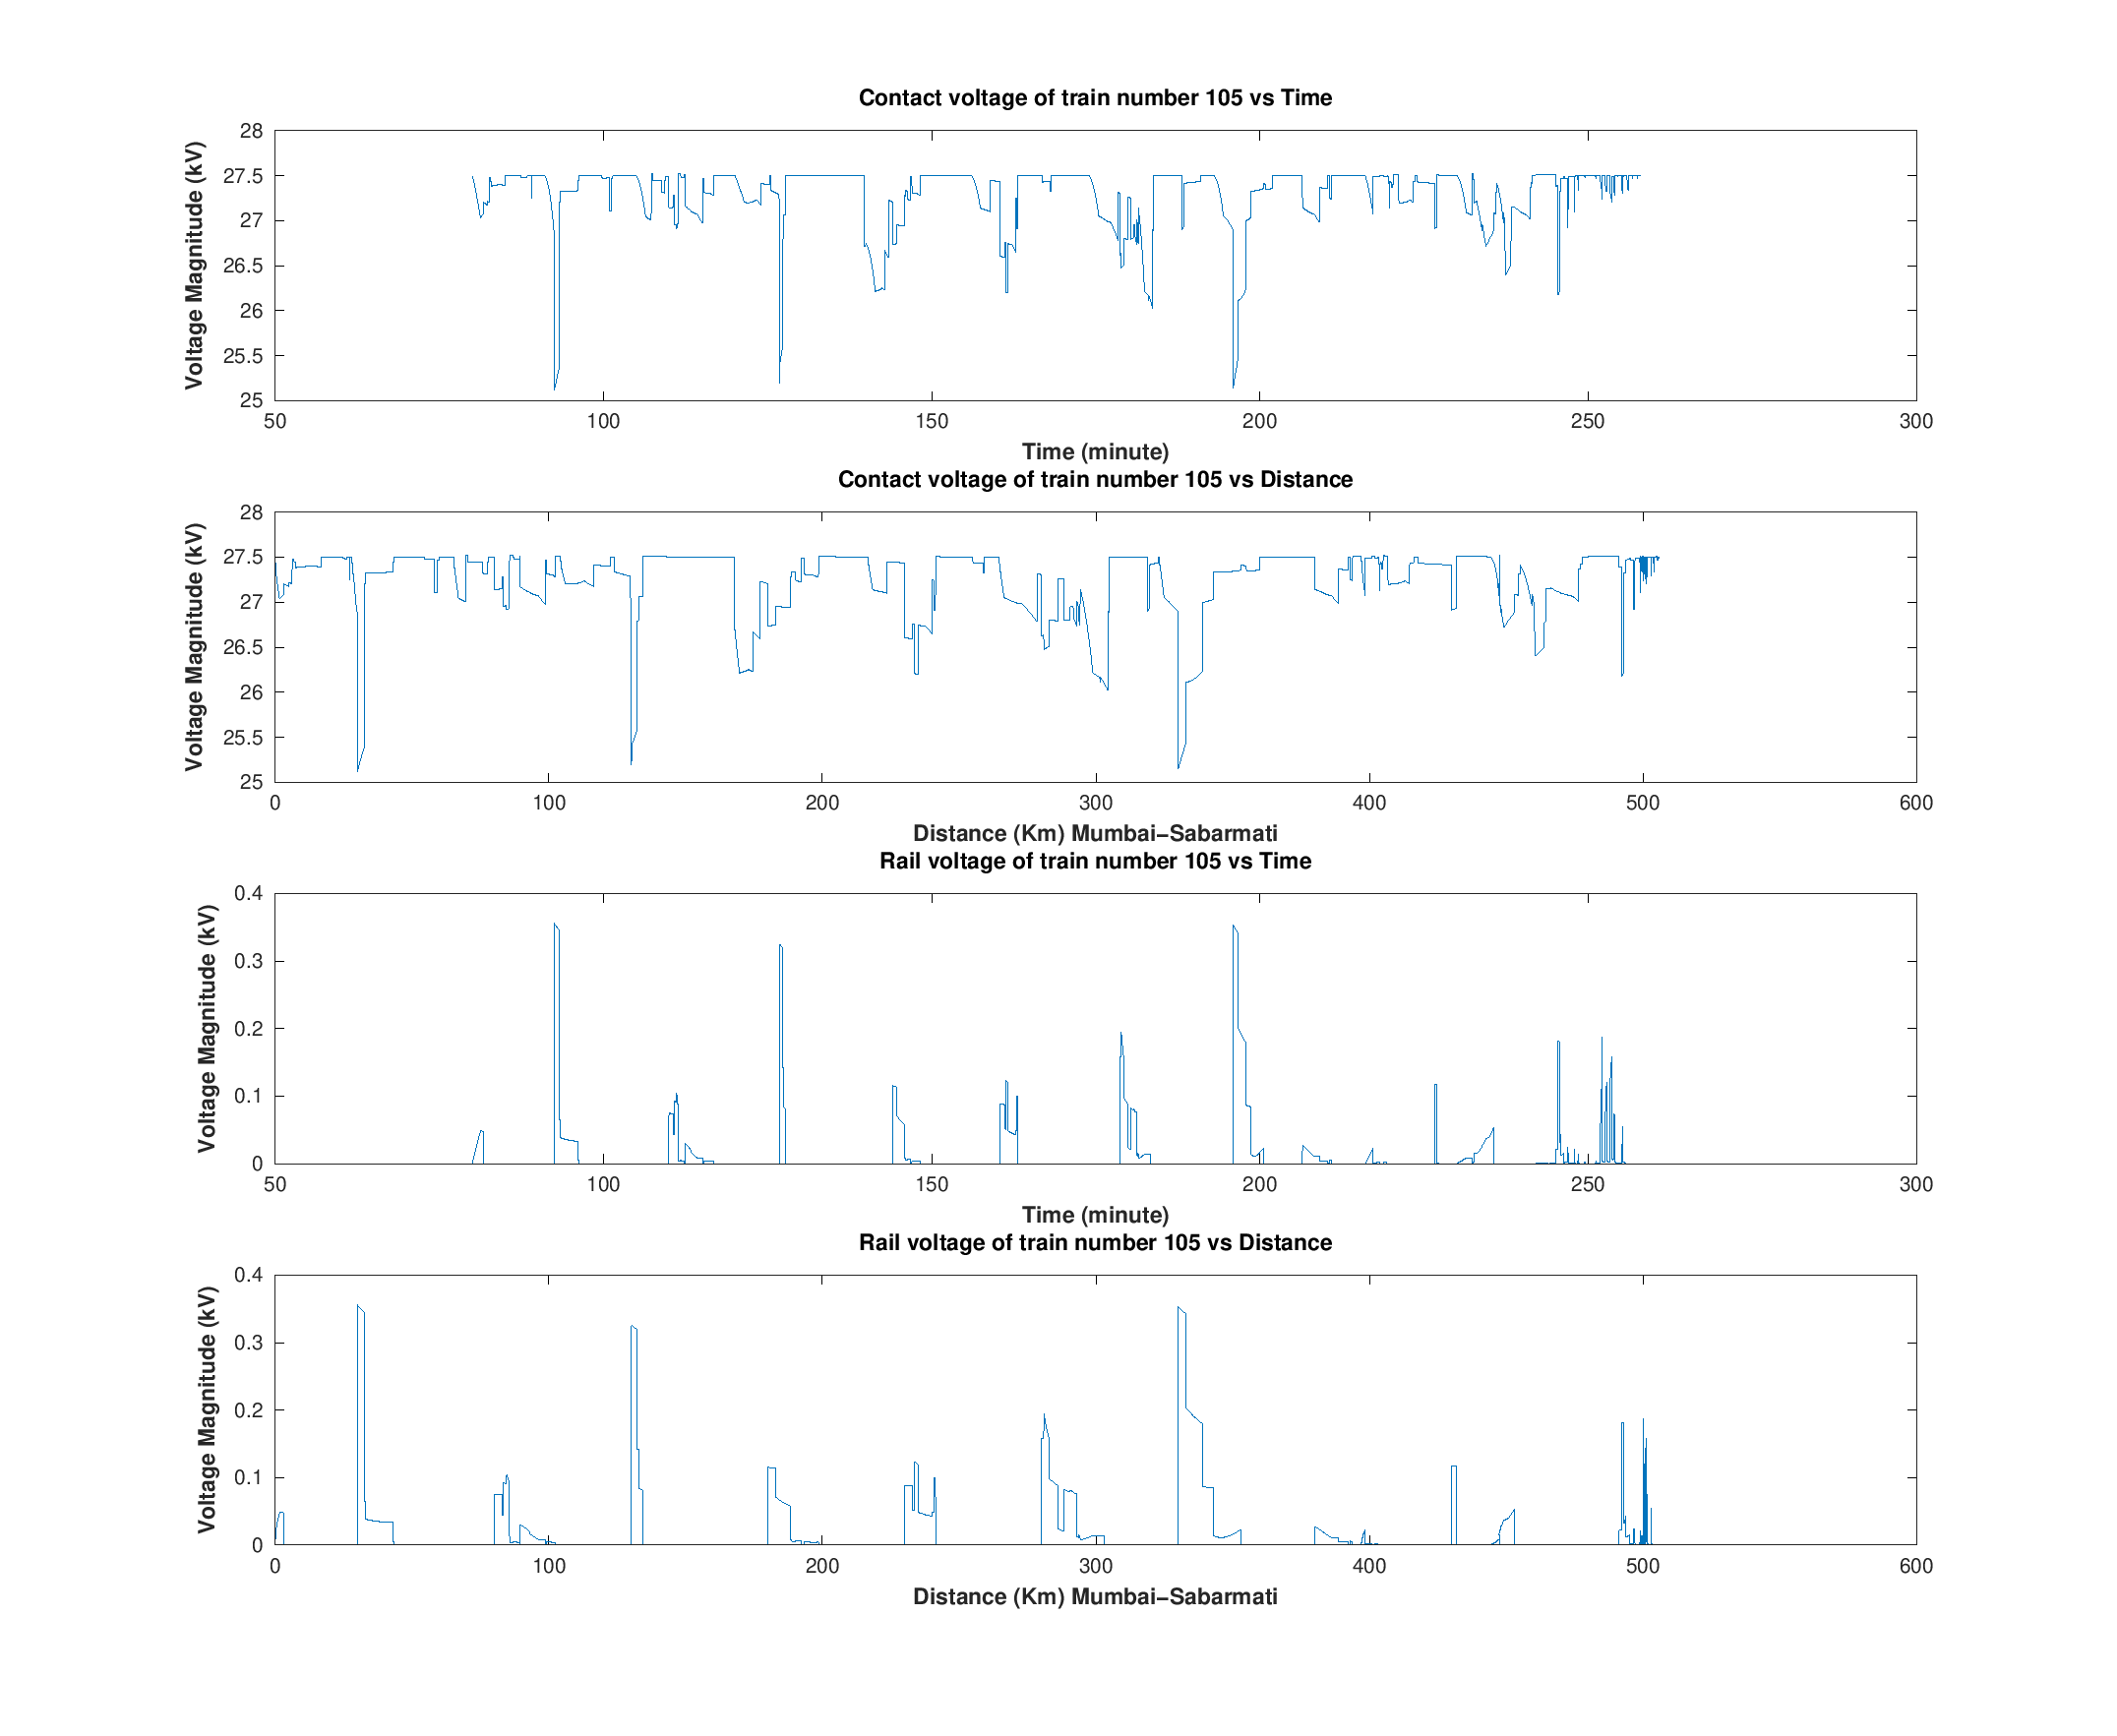 Contact voltage of train number 105 vs Time
Voltage Magnitude (kV)
28
27.5
27
26.5
26
25.5
25
50 100 150 200 250 300
Time (minute)
Contact voltage of train number 105 vs Distance
Voltage Magnitude (kV)
28
27.5
27
26.5
26
25.5
25
0 100 200 300 400 500 600
Distance (Km) Mumbai−Sabarmati
Rail voltage of train number 105 vs Time
Voltage Magnitude (kV)
0.4
0.3
0.2
0.1
0
50 100 150 200 250 300
Time (minute)
Rail voltage of train number 105 vs Distance
Voltage Magnitude (kV)
0.4
0.3
0.2
0.1
0
0 100 200 300 400 500 600
Distance (Km) Mumbai−Sabarmati